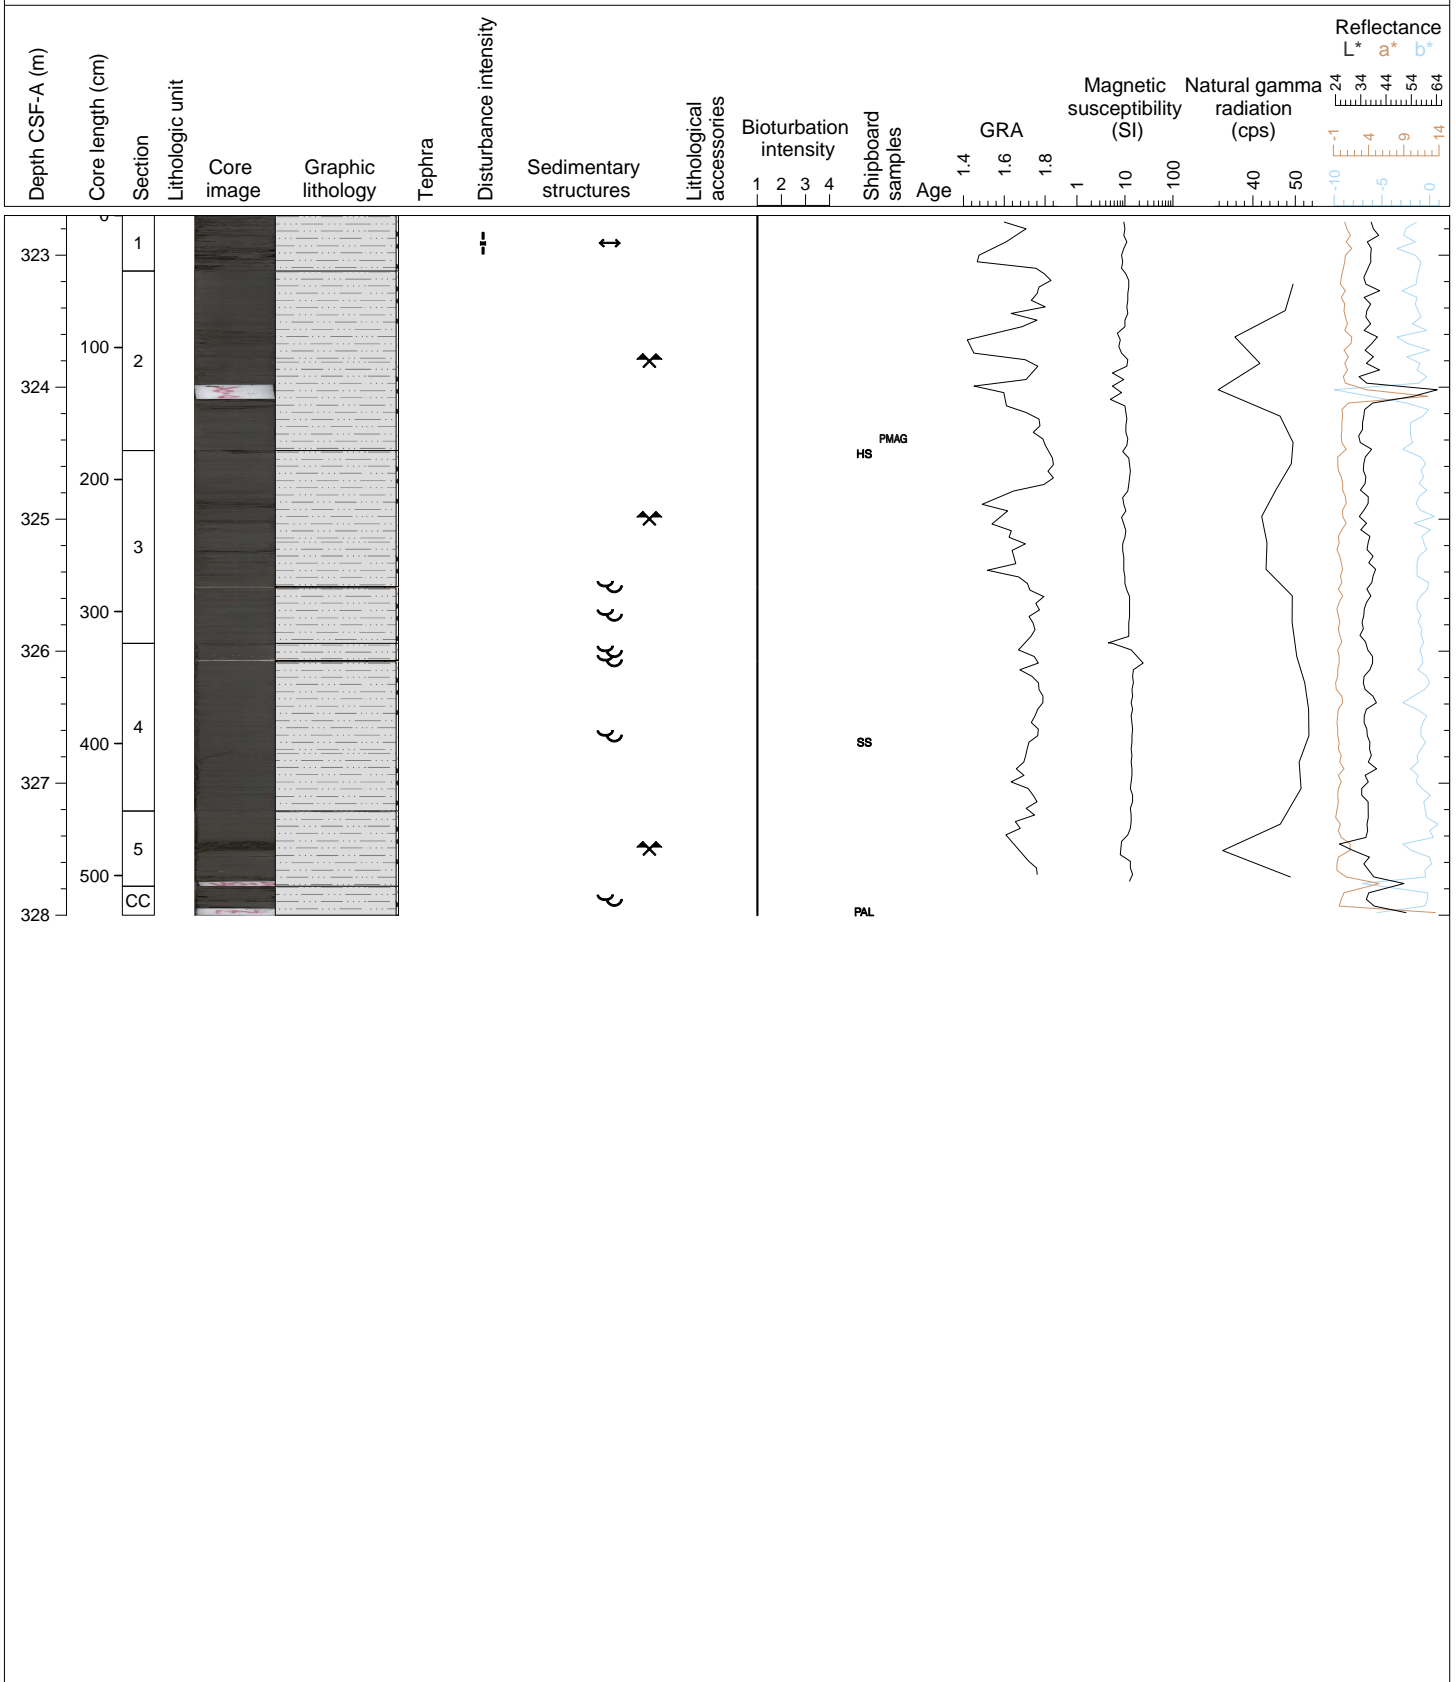 Depth CSF-A (m)
Core length (cm)
Section
Lithologic unit
Core
image
Graphic
lithology
Tephra
Disturbance intensity
Sedimentary
structures
Lithological
accessories
Bioturbation
intensity
1 2 3 4
Shipboard
samples
Age
GRA
1.4 1.6 1.8
Magnetic
susceptibility
(SI)
1 10 100
Natural gamma
radiation
(cps)
40 50
Reflectance
L* a* b*
24 34 44 54 64
-1 4 9 14
-10 -5 0
0
1
323
100
2
324
PMAG
HS
200
325
3
300
326
4
400
SS
327
5
500
CC
328
PAL